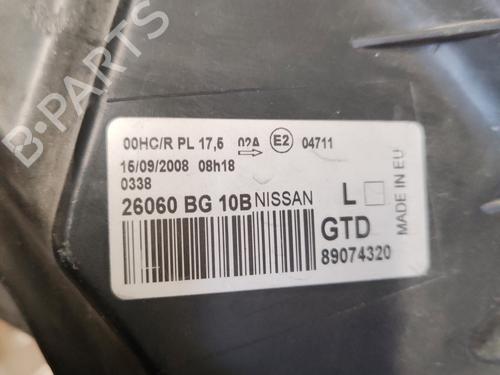 B-PARTS
00HC/R PL 17,5 02A E2 04711
15/09/2008 08h18
0338
26060 BG 10B NISSAN L
GTD
89074320
MADE IN EU